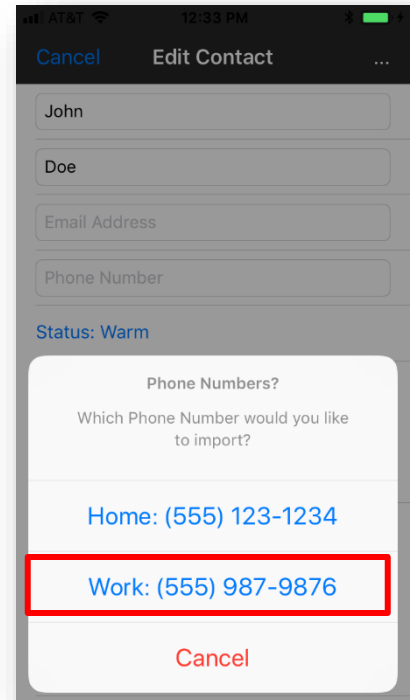 AT&T 12:33 PM
Cancel Edit Contact ...
John
Doe
Email Address
Phone Number
Status: Warm
Phone Numbers?
Which Phone Number would you like
to import?
Home: (555) 123-1234
Work: (555) 987-9876
Cancel